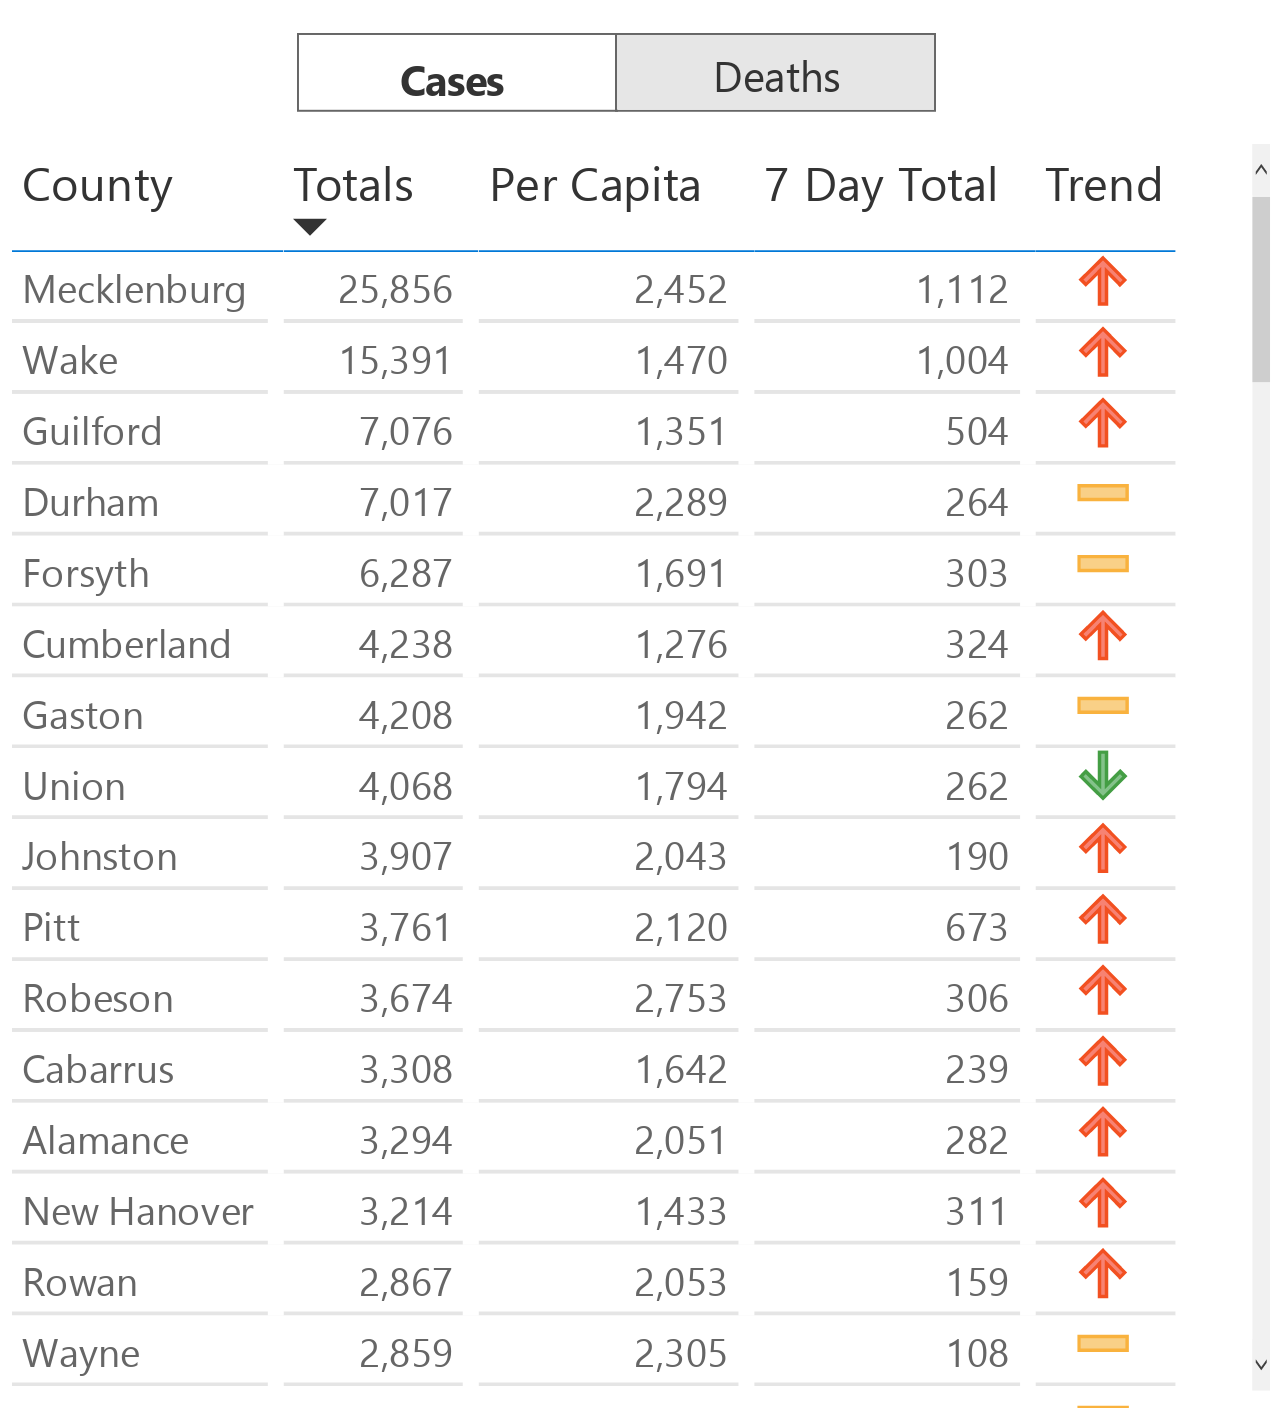 Cases Deaths
County Totals Per Capita 7 Day Total Trend
Mecklenburg 25,856 2,452 1,112
Wake 15,391 1,470 1,004
Guilford 7,076 1,351 504
Durham 7,017 2,289 264
Forsyth 6,287 1,691 303
Cumberland 4,238 1,276 324
Gaston 4,208 1,942 262
Union 4,068 1,794 262
Johnston 3,907 2,043 190
Pitt 3,761 2,120 673
Robeson 3,674 2,753 306
Cabarrus 3,308 1,642 239
Alamance 3,294 2,051 282
New Hanover 3,214 1,433 311
Rowan 2,867 2,053 159
Wayne 2,859 2,305 108